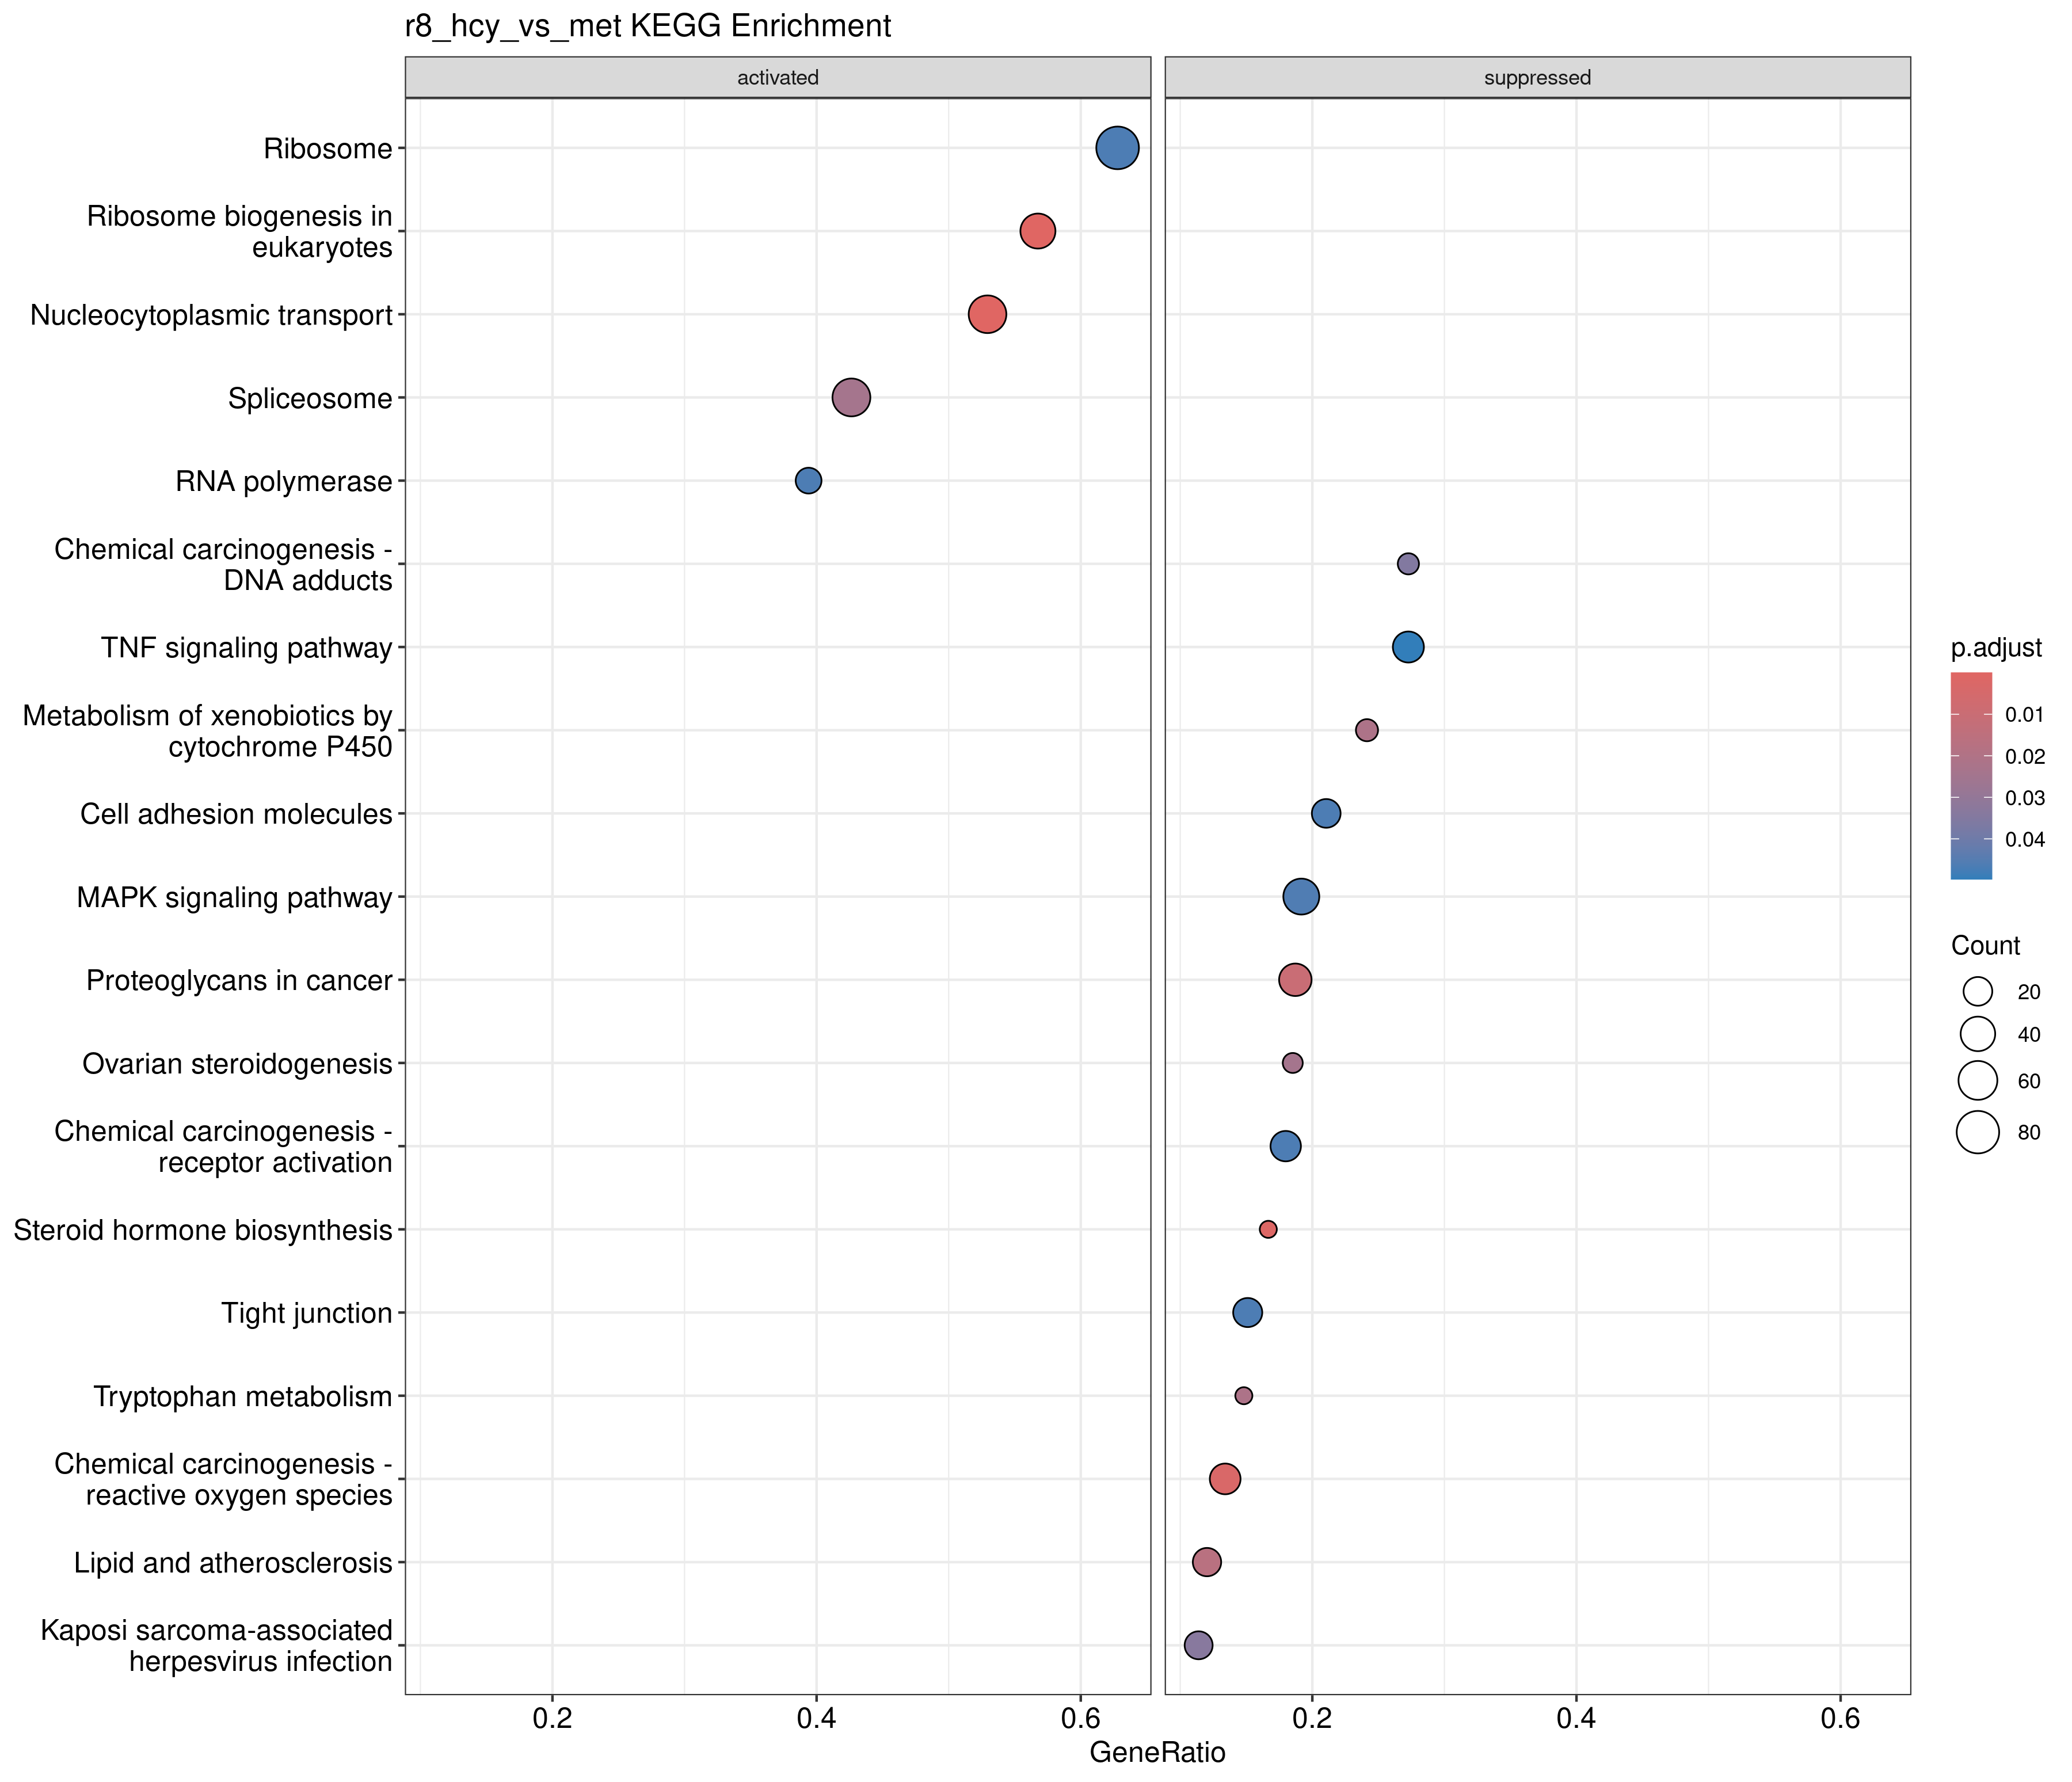 r8_hcy_vs_met KEGG Enrichment
activated
suppressed
Ribosome
Ribosome biogenesis in
eukaryotes
Nucleocytoplasmic transport
Spliceosome
RNA polymerase
Chemical carcinogenesis -
DNA adducts
TNF signaling pathway
Metabolism of xenobiotics by
cytochrome P450
Cell adhesion molecules
MAPK signaling pathway
Proteoglycans in cancer
Ovarian steroidogenesis
Chemical carcinogenesis -
receptor activation
Steroid hormone biosynthesis
Tight junction
Tryptophan metabolism
Chemical carcinogenesis -
reactive oxygen species
Lipid and atherosclerosis
Kaposi sarcoma-associated
herpesvirus infection
0.2 0.4 0.6
0.2 0.4 0.6
GeneRatio
p.adjust
0.01
0.02
0.03
0.04
Count
20
40
60
80